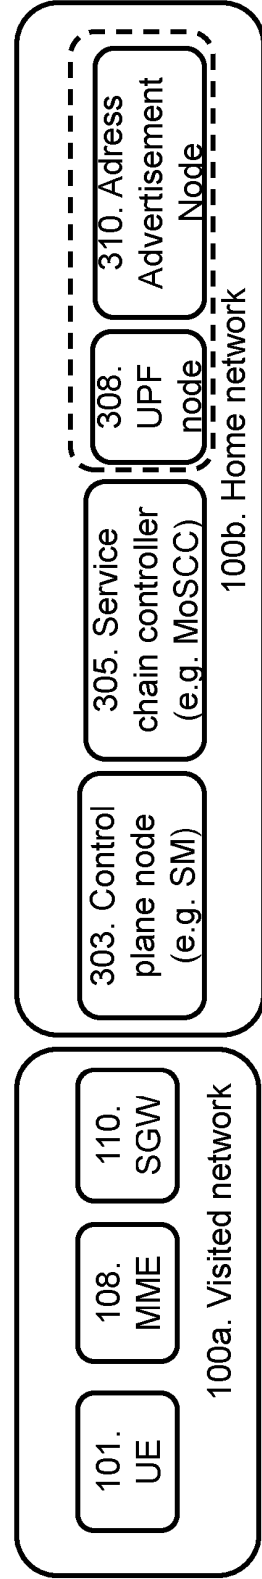 101.
UE
108.
MME
110.
SGW
100a. Visited network
303. Control
plane node
(e.g. SM)
305. Service
chain controller
(e.g. MoSCC)
308.
UPF
node
310. Adress
Advertisement
Node
100b. Home network